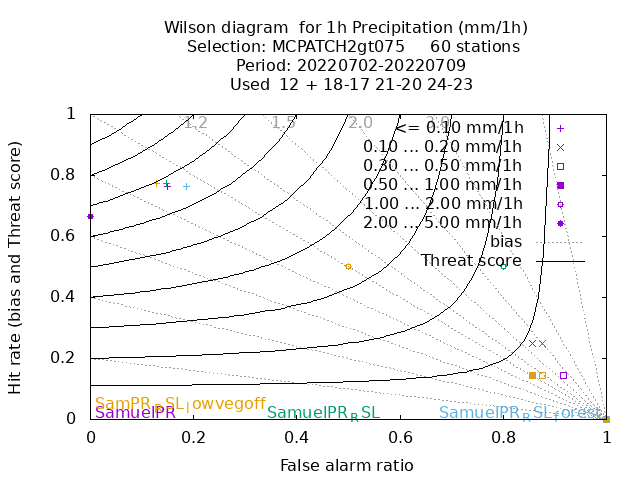 Wilson diagram  for 1h Precipitation (mm/1h)
Selection: MCPATCH2gt075     60 stations
Period: 20220702-20220709
Used  12 + 18-17 21-20 24-23
Hit rate (bias and Threat score)
1
0.8
0.6
0.4
0.2
0
1.2 1.5 2.0
<= 0.10 mm/1h
0.10 ... 0.20 mm/1h
0.30 ... 0.50 mm/1h
0.50 ... 1.00 mm/1h
1.00 ... 2.00 mm/1h
2.00 ... 5.00 mm/1h
bias
Threat score
SamPR_RSL_lowvegoff
SamuelPR SamuelPR_RSL SamuelPR_RSL_forest
0 0.2 0.4 0.6 0.8 1
False alarm ratio